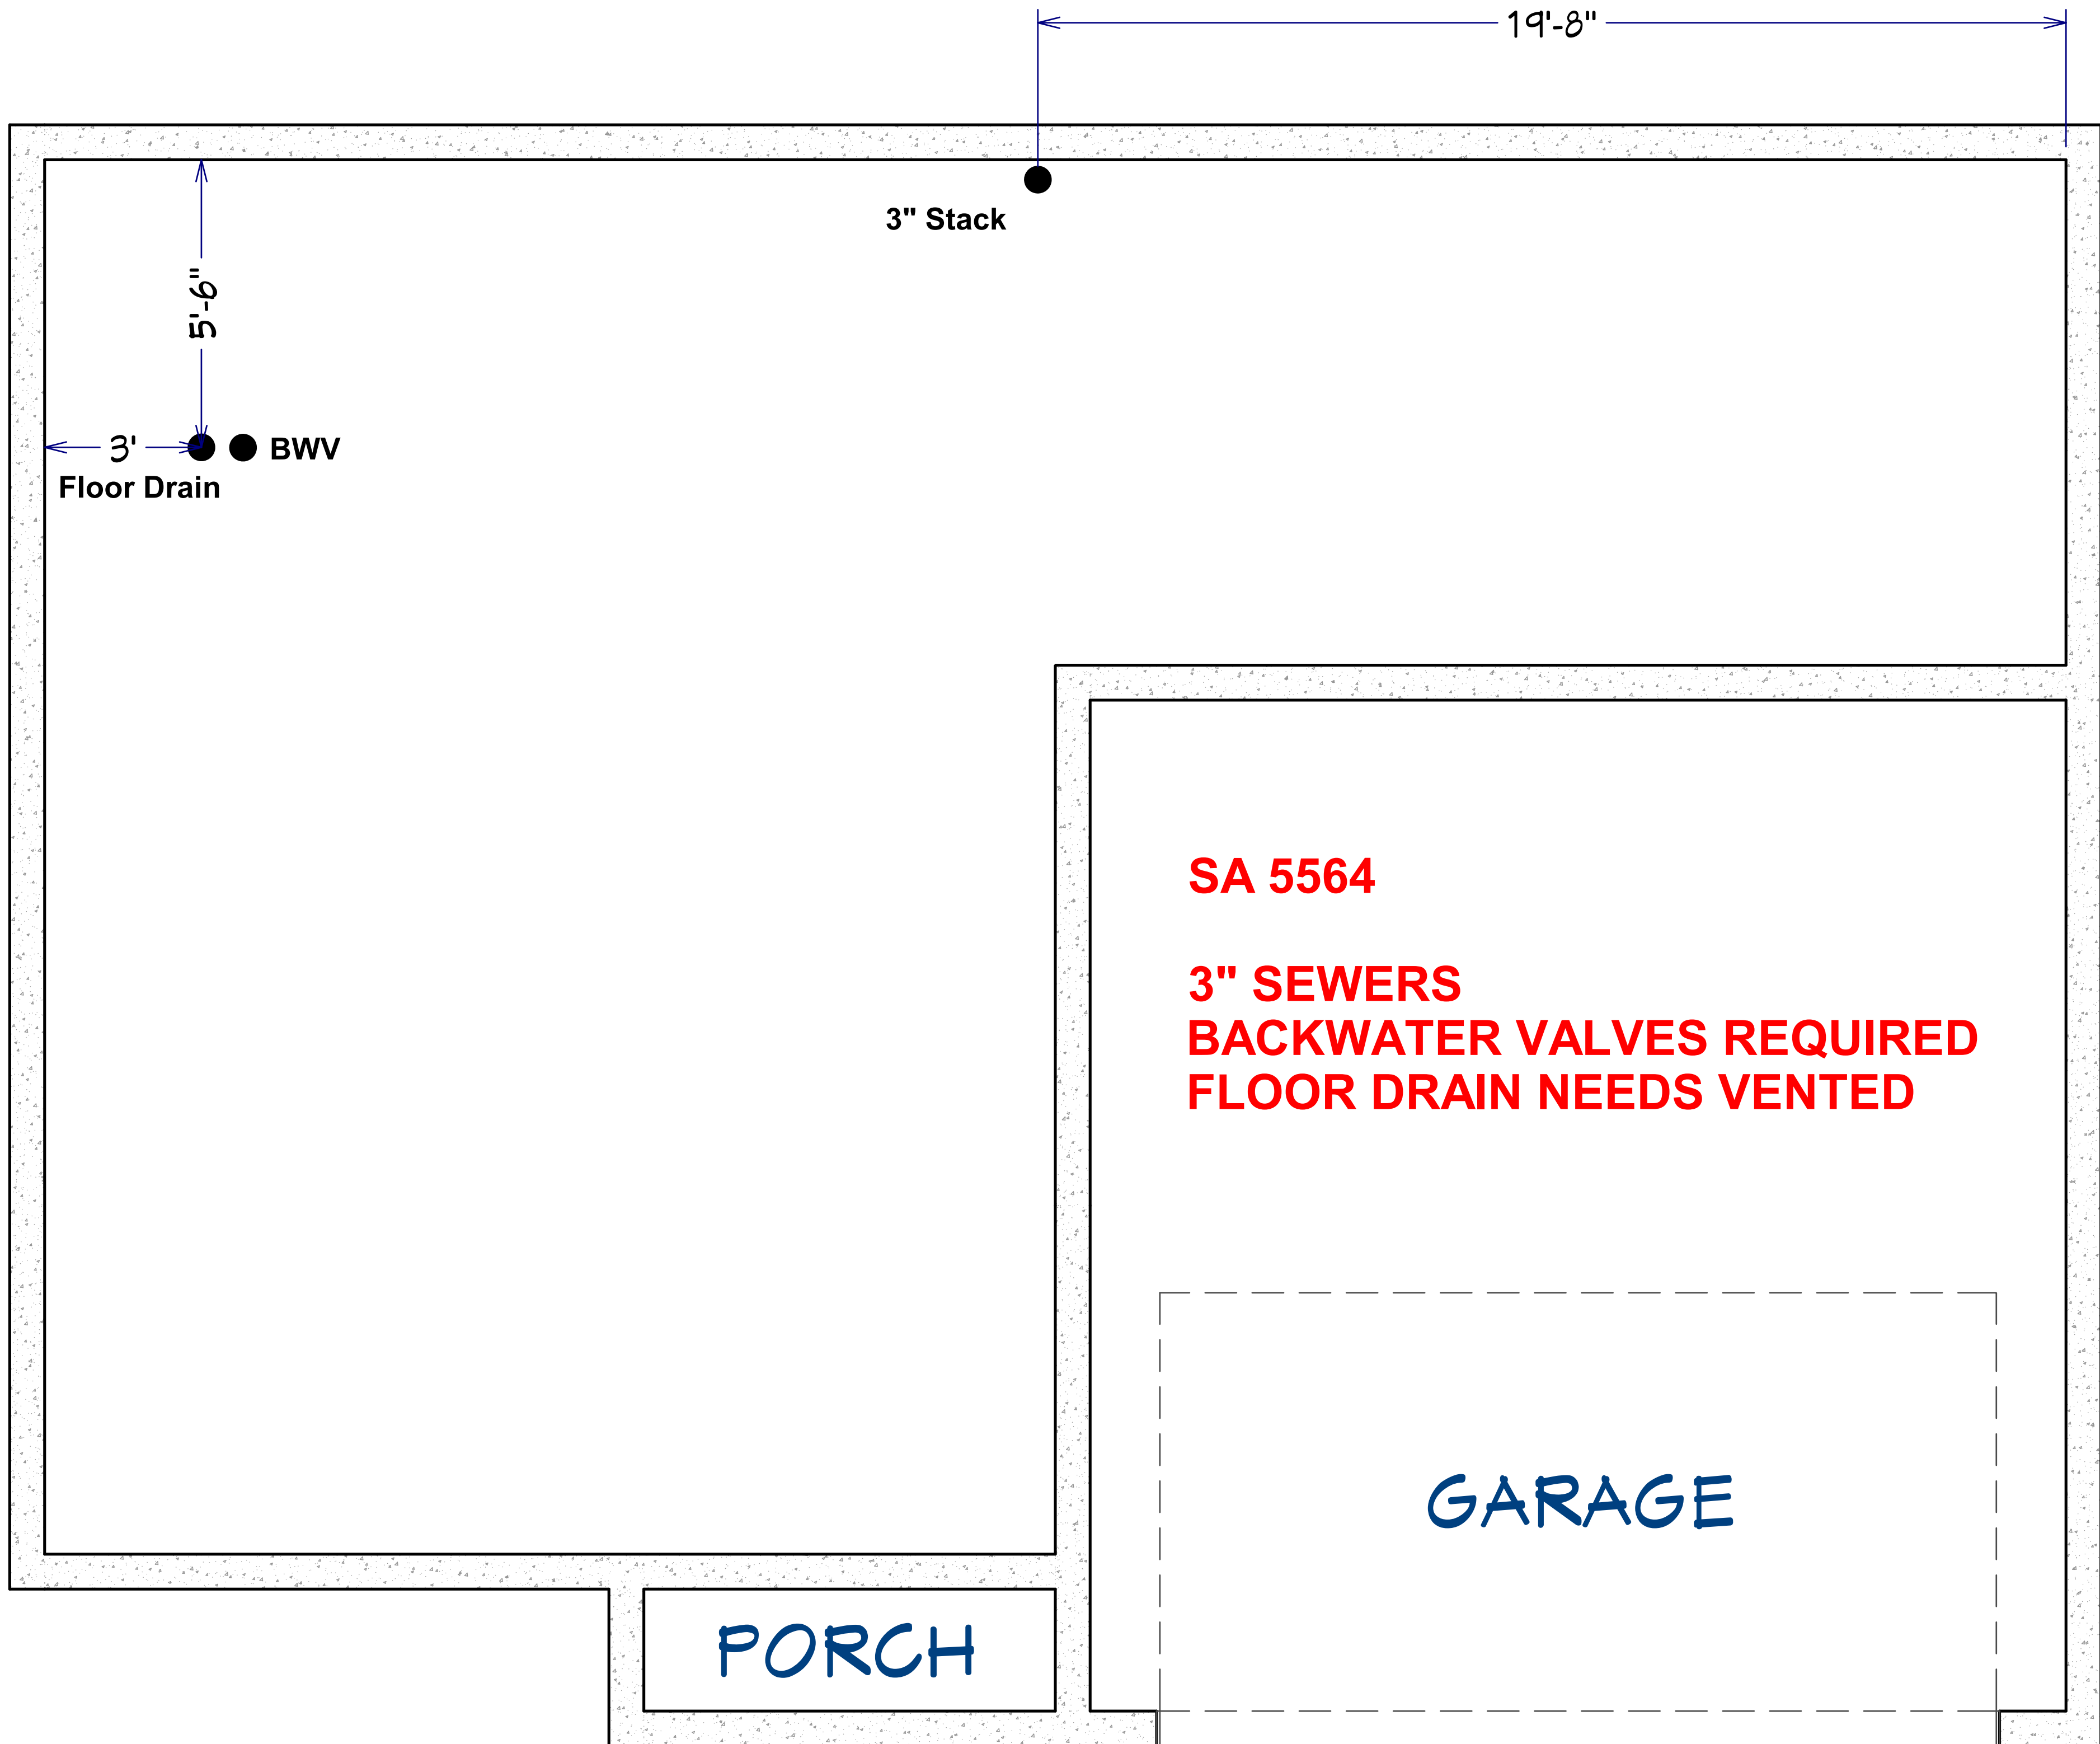 19'-8"
3" Stack
5'-6"
3'
BWV
Floor Drain
SA 5564
3" SEWERS
BACKWATER VALVES REQUIRED
FLOOR DRAIN NEEDS VENTED
GARAGE
PORCH